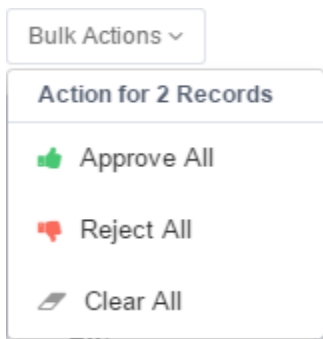 Bulk Actions
Action for 2 Records
Approve All
Reject All
Clear All